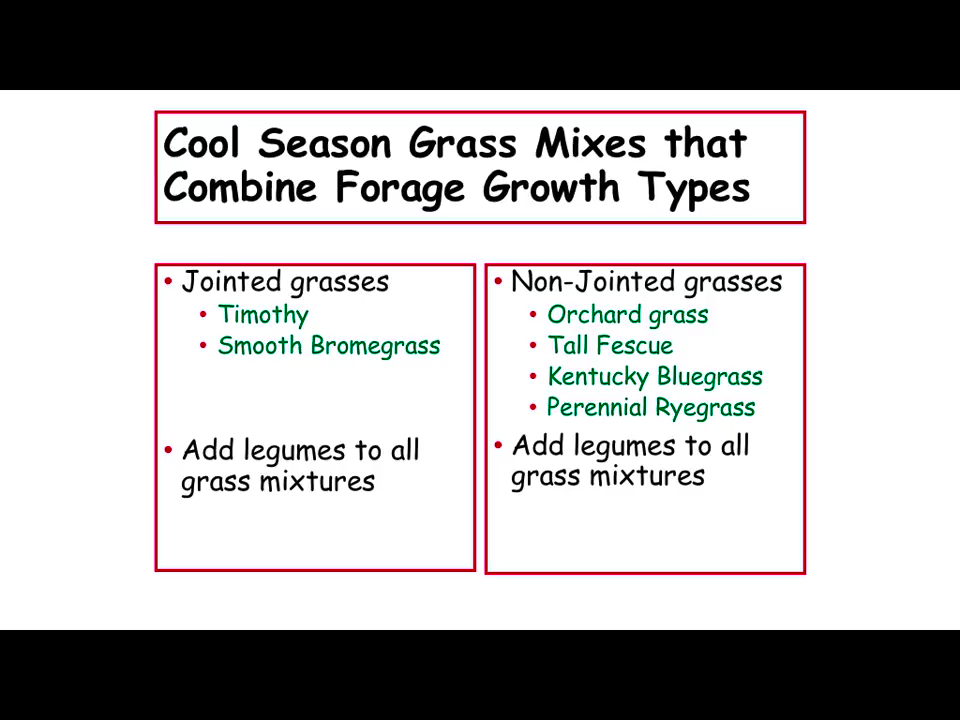 Cool Season Grass Mixes that
Combine Forage Growth Types
• Jointed grasses
• Timothy
• Smooth Bromegrass
• Add legumes to all
grass mixtures
• Non-Jointed grasses
• Orchard grass
• Tall Fescue
• Kentucky Bluegrass
• Perennial Ryegrass
• Add legumes to all
grass mixtures